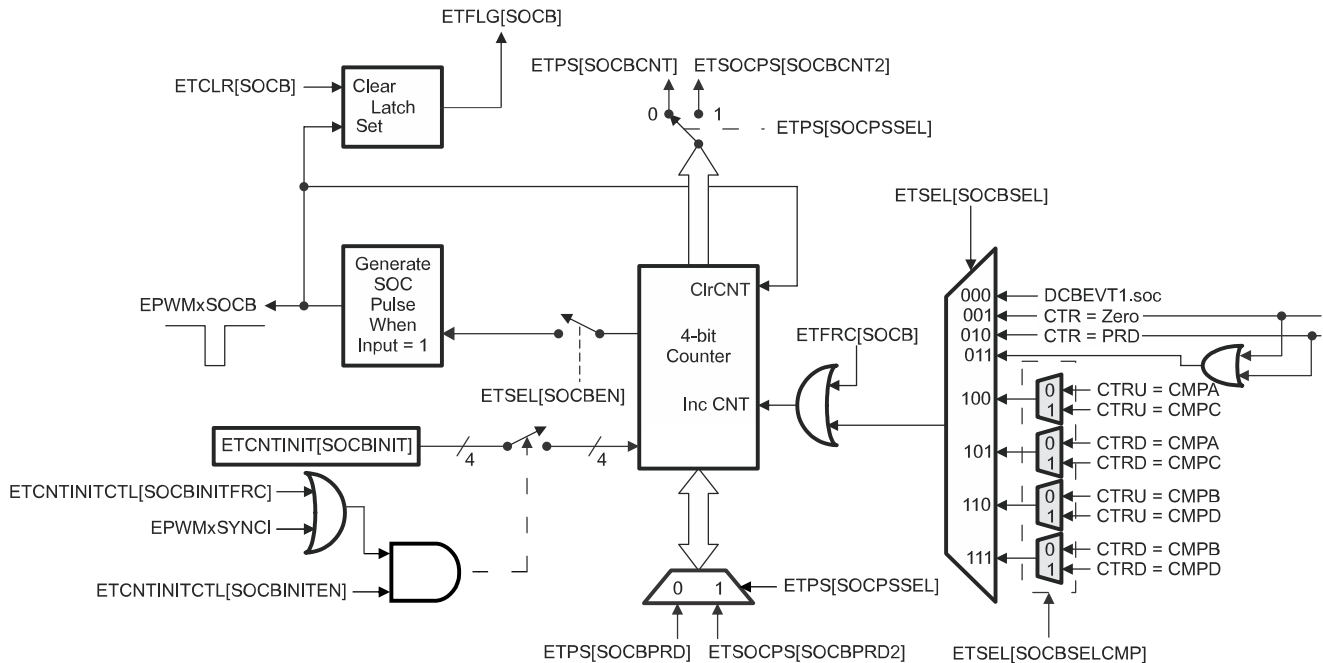 ETFLG[SOCB]
ETPS[SOCBCNT]
ETSOCPS[SOCBCNT2]
ETCLR[SOCB]
Clear
Latch
Set
0
1
ETPS[SOCPSSEL]
ETSEL[SOCBSEL]
EPWMxSOCB
Generate
SOC
Pulse
When
Input = 1
ClrCNT
4-bit
Counter
Inc CNT
ETFRC[SOCB]
ETSEL[SOCBEN]
000
DCBEVT1.soc
001
CTR = Zero
010
CTR = PRD
011
100
0
CTRU = CMPA
1
CTRU = CMPC
101
0
CTRD = CMPA
1
CTRD = CMPC
110
0
CTRU = CMPB
1
CTRU = CMPD
111
0
CTRD = CMPB
1
CTRD = CMPD
ETCNTINIT[SOCBINIT]
4
4
ETCNTINITCTL[SOCBINITFRC]
EPWMxSYNCI
ETCNTINITCTL[SOCBINITEN]
0
1
ETPS[SOCPSSEL]
ETPS[SOCBPRD]
ETSOCPS[SOCBPRD2]
ETSEL[SOCBSELCMP]